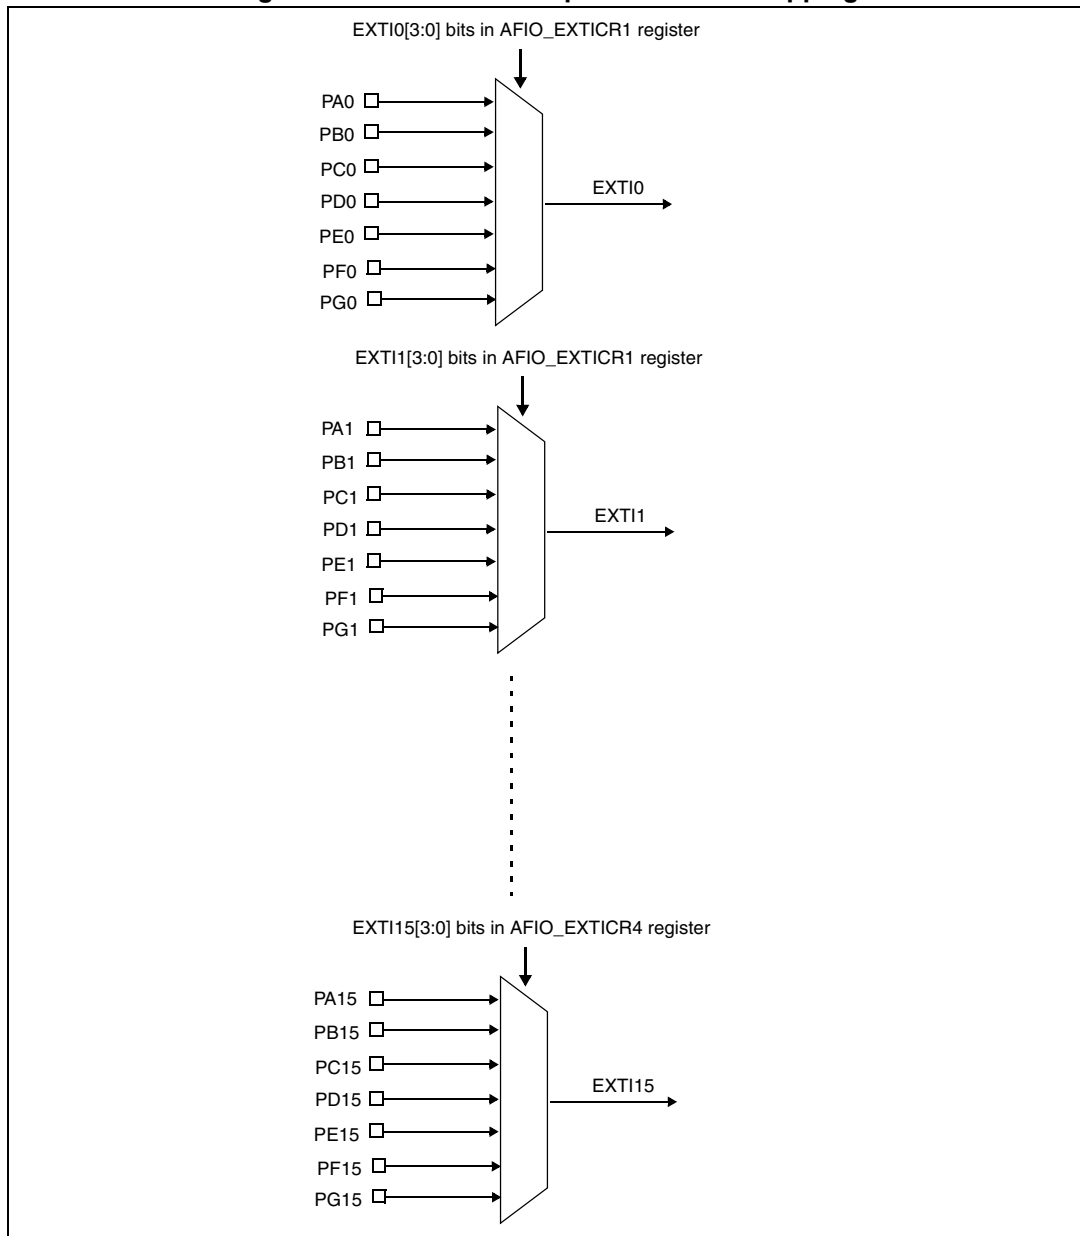 EXTI0[3:0] bits in AFIO_EXTICR1 register
PA0
PB0
PC0
PD0
EXTI0
PE0
PF0
PG0
EXTI1[3:0] bits in AFIO_EXTICR1 register
PA1
PB1
PC1
PD1
EXTI1
PE1
PF1
PG1
EXTI15[3:0] bits in AFIO_EXTICR4 register
PA15
PB15
PC15
EXTI15
PD15
PE15
PF15
PG15